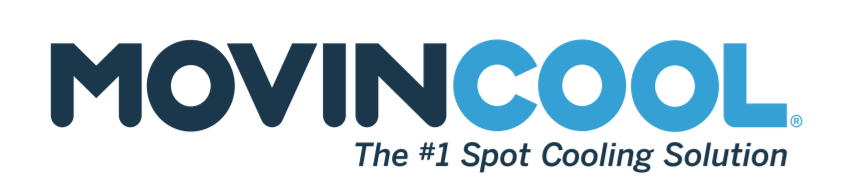 MOVINCOOL®
The #1 Spot Cooling Solution